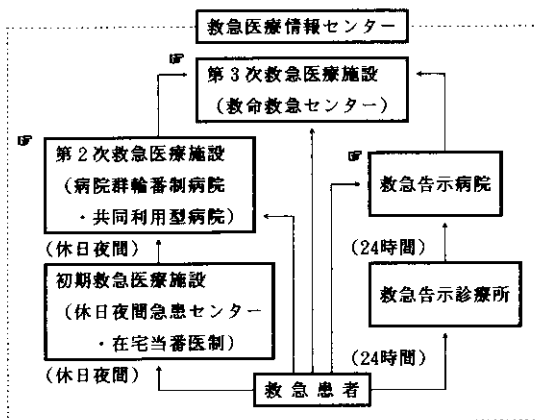 救急医療情報センター
☞
第3次救急医療施設
(救命救急センター)
☞
第2次救急医療施設
(病院群輪番制病院
・共同利用型病院)
(休日夜間)
☞
救急告示病院
(24時間)
初期救急医療施設
(休日夜間急患センター
・在宅当番医制)
(休日夜間)
救急告示診療所
(24時間)
救急患者